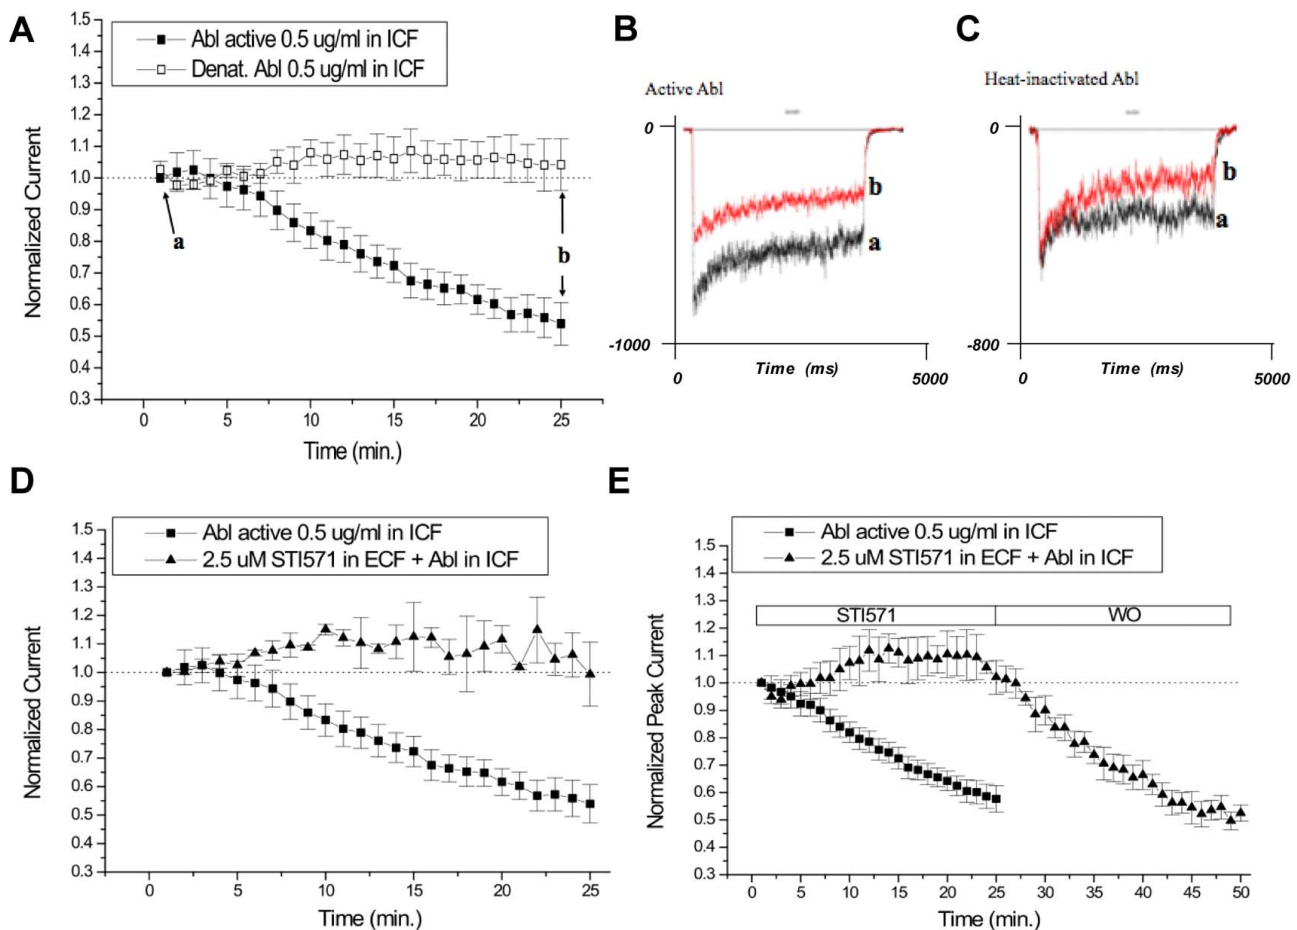 A
Abl active 0.5 ug/ml in ICF
Denat. Abl 0.5 ug/ml in ICF
1.5
1.4
1.3
1.2
1.1
1.0
0.9
0.8
0.7
0.6
0.5
0.4
0.3
Normalized Current
a
b
0 5 10 15 20 25
Time (min.)
B
Active Abl
0
b
a
-1000
0 Time (ms) 5000
C
Heat-inactivated Abl
0
b
a
-800
0 Time (ms) 5000
D
Abl active 0.5 ug/ml in ICF
2.5 uM STI571 in ECF + Abl in ICF
1.5
1.4
1.3
1.2
1.1
1.0
0.9
0.8
0.7
0.6
0.5
0.4
0.3
Normalized Current
0 5 10 15 20 25
Time (min.)
E
Abl active 0.5 ug/ml in ICF
2.5 uM STI571 in ECF + Abl in ICF
STI571 WO
1.5
1.4
1.3
1.2
1.1
1.0
0.9
0.8
0.7
0.6
0.5
0.4
0.3
Normalized Peak Current
0 5 10 15 20 25 30 35 40 45 50
Time (min.)